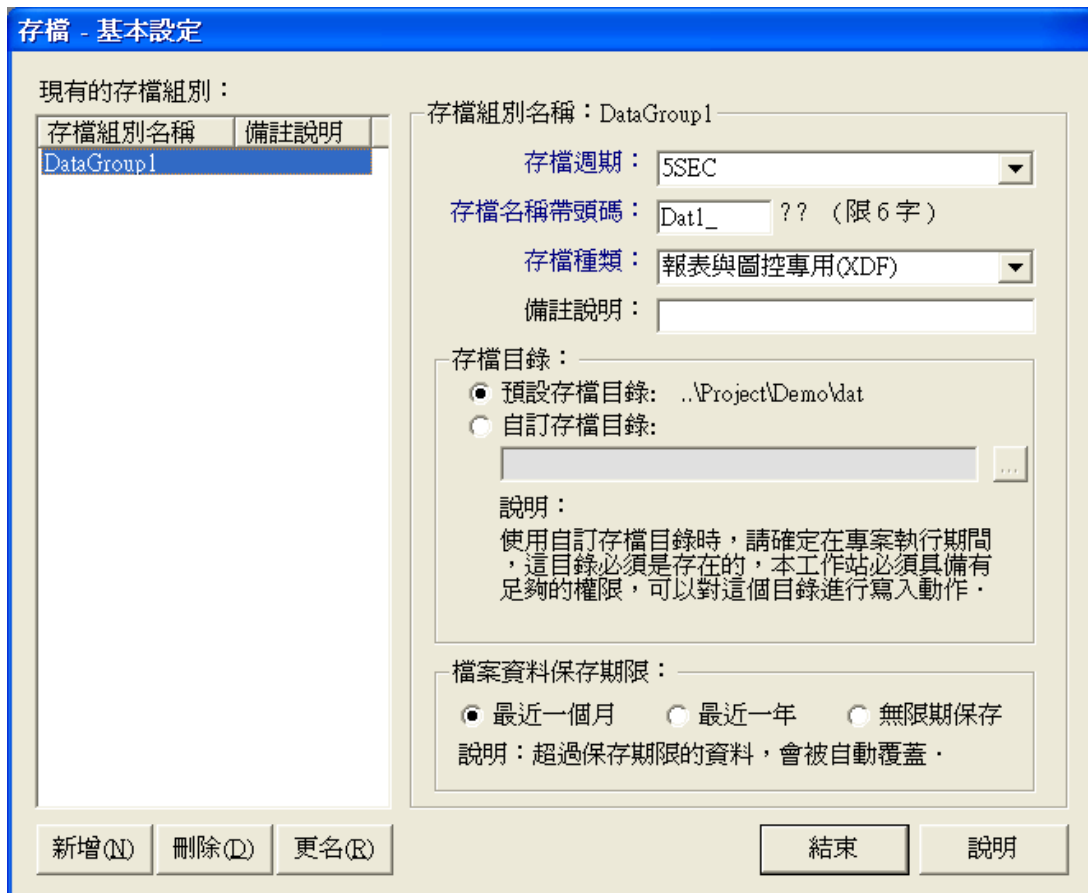 存檔 - 基本設定
現有的存檔組別：
存檔組別名稱 備註說明
DataGroup1
存檔組別名稱：DataGroup1
存檔週期： 5SEC
存檔名稱帶頭碼： Dat1_ ?? (限6字)
存檔種類： 報表與圖控專用(XDF)
備註說明：
存檔目錄：
預設存檔目錄: ..\Project\Demo\dat
自訂存檔目錄:
...
說明：
使用自訂存檔目錄時，請確定在專案執行期間
，這目錄必須是存在的，本工作站必須具備有
足夠的權限，可以對這個目錄進行寫入動作．
檔案資料保存期限：
最近一個月 最近一年 無限期保存
說明：超過保存期限的資料，會被自動覆蓋．
新增(N) 刪除(D) 更名(R) 結束 說明